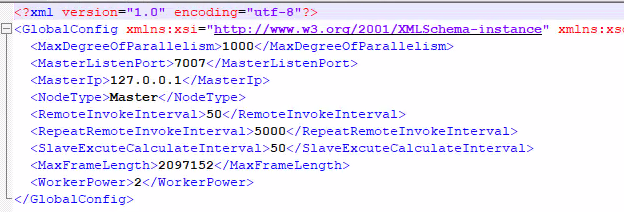 <?xml version="1.0" encoding="utf-8"?>
<GlobalConfig xmlns:xsi="http://www.w3.org/2001/XMLSchema-instance" xmlns:xsd
<MaxDegreeOfParallelism>1000</MaxDegreeOfParallelism>
<MasterListenPort>7007</MasterListenPort>
<MasterIp>127.0.0.1</MasterIp>
<NodeType>Master</NodeType>
<RemoteInvokeInterval>50</RemoteInvokeInterval>
<RepeatRemoteInvokeInterval>5000</RepeatRemoteInvokeInterval>
<SlaveExcuteCalculateInterval>50</SlaveExcuteCalculateInterval>
<MaxFrameLength>2097152</MaxFrameLength>
<WorkerPower>2</WorkerPower>
</GlobalConfig>